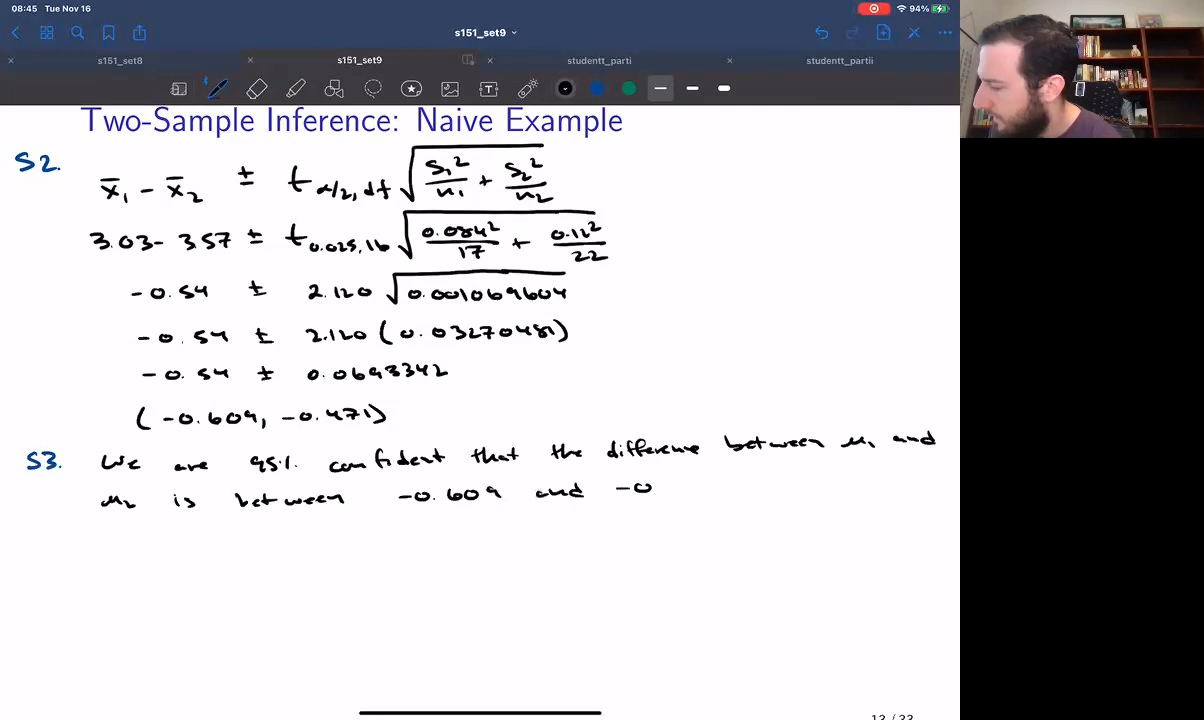 08:45 Tue Nov 16
94%
s151_set9
s151_set8
s151_set9
studentt_parti
studentt_partii
Two-Sample Inference: Naive Example
S2. x̄₁ - x̄₂ ± t α/2, df √(s₁²/n₁ + s₂²/n₂)
3.03 - 3.57 ± t 0.025, 16 √(0.084²/17 + 0.12²/22)
-0.54 ± 2.120 √0.001069604
-0.54 ± 2.120 (0.03270481)
-0.54 ± 0.0693342
(-0.609, -0.471)
S3. We are 95% confident that the difference between μ₁ and
μ₂ is between -0.609 and -0